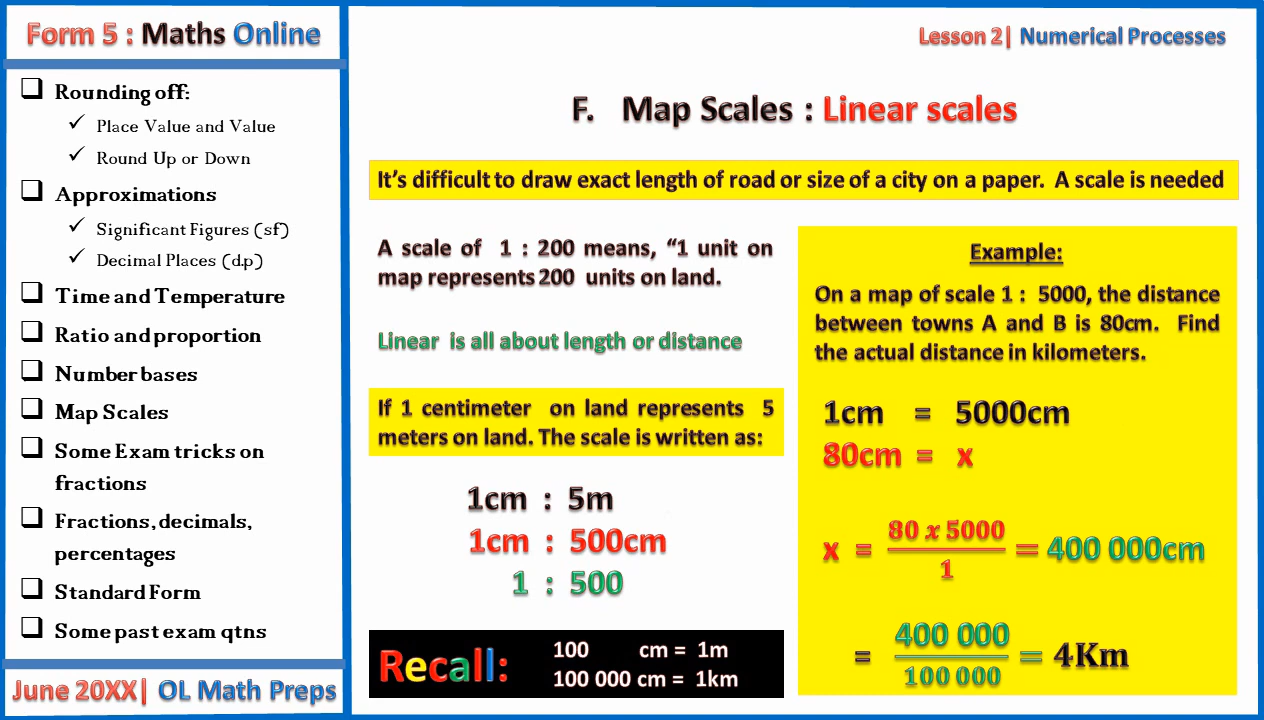 Form 5 : Maths Online
Rounding off:
Place Value and Value
Round Up or Down
Approximations
Significant Figures (sf)
Decimal Places (d.p)
Time and Temperature
Ratio and proportion
Number bases
Map Scales
Some Exam tricks on
fractions
Fractions, decimals,
percentages
Standard Form
Some past exam qtns
June 20XX| OL Math Preps
Lesson 2| Numerical Processes
F. Map Scales : Linear scales
It's difficult to draw exact length of road or size of a city on a paper. A scale is needed
A scale of 1 : 200 means, “1 unit on
map represents 200 units on land.
Linear is all about length or distance
If 1 centimeter on land represents 5
meters on land. The scale is written as:
1cm : 5m
1cm : 500cm
1 : 500
Recall:
100 cm = 1m
100 000 cm = 1km
Example:
On a map of scale 1 : 5000, the distance
between towns A and B is 80cm. Find
the actual distance in kilometers.
1cm = 5000cm
80cm = x
x = 80 x 5000 / 1 = 400 000cm
= 400 000 / 100 000 = 4Km